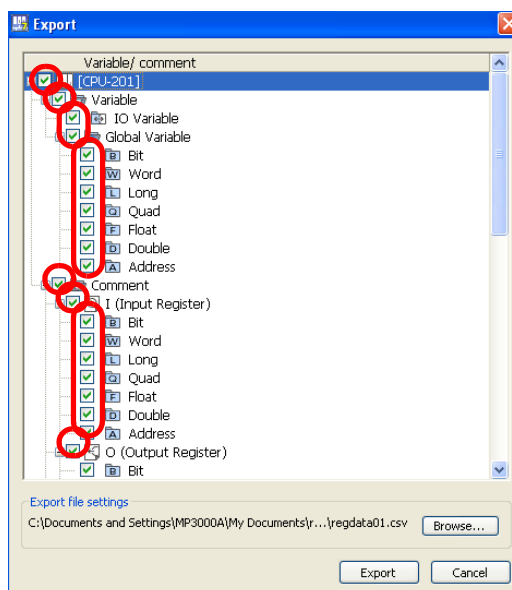 Export
Variable/ comment
[CPU-201]
Variable
IO Variable
Global Variable
B Bit
W Word
L Long
Q Quad
F Float
D Double
A Address
Comment
I (Input Register)
B Bit
W Word
L Long
Q Quad
F Float
D Double
A Address
O (Output Register)
B Bit
Export file settings
C:\Documents and Settings\MP3000A\My Documents\r...\regdata01.csv
Browse...
Export
Cancel